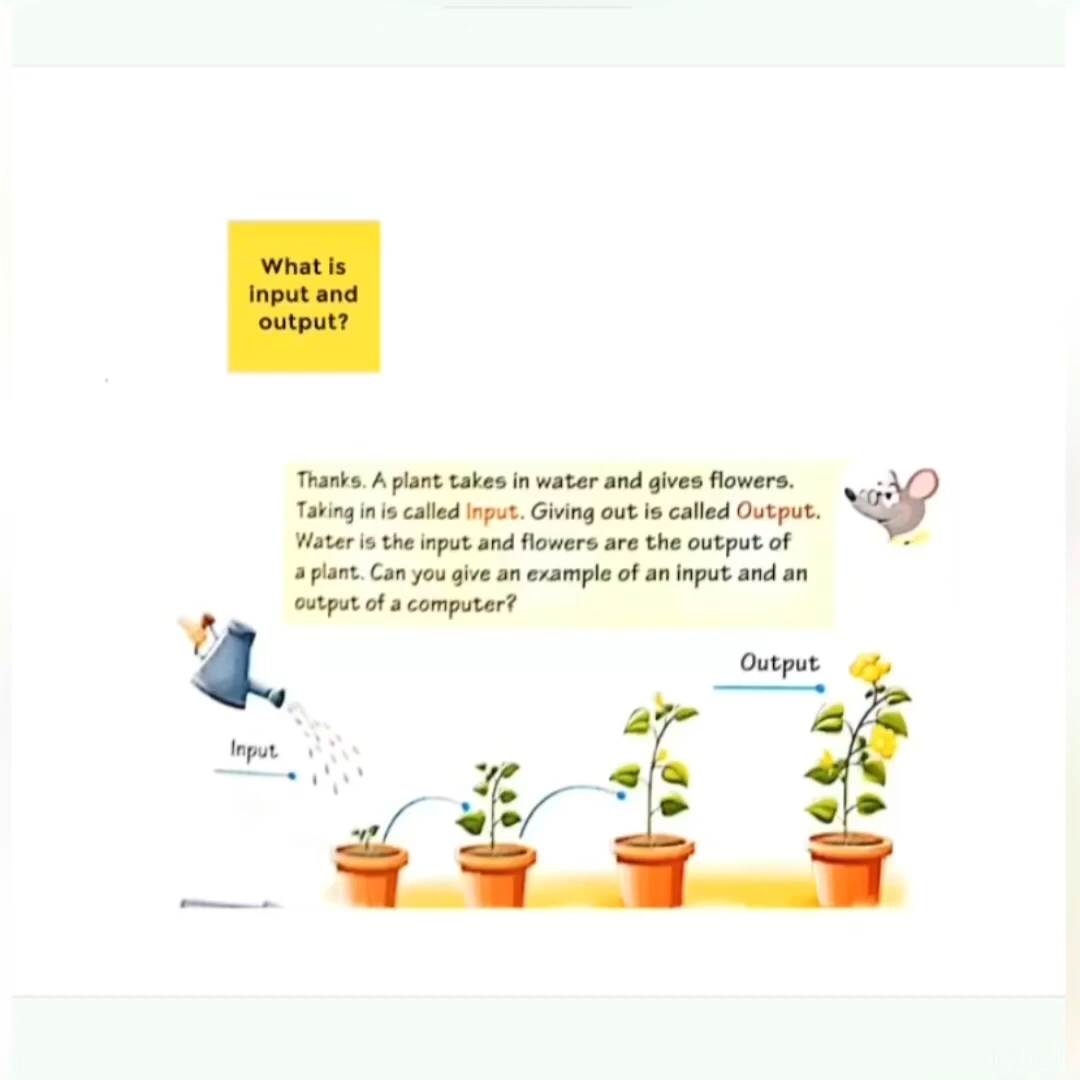 What is
input and
output?
Thanks. A plant takes in water and gives flowers.
Taking in is called Input. Giving out is called Output.
Water is the input and flowers are the output of
a plant. Can you give an example of an input and an
output of a computer?
Output
Input